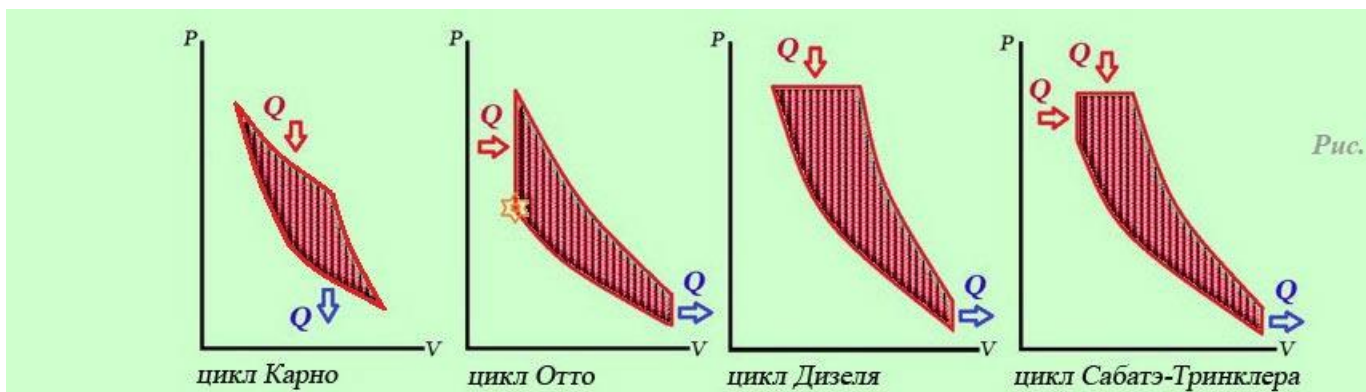 P
Q
Q
V
цикл Карно
P
Q
Q
V
цикл Отто
P
Q
Q
V
цикл Дизеля
P
Q
Q
Q
V
цикл Сабатэ-Тринклера
Рис.